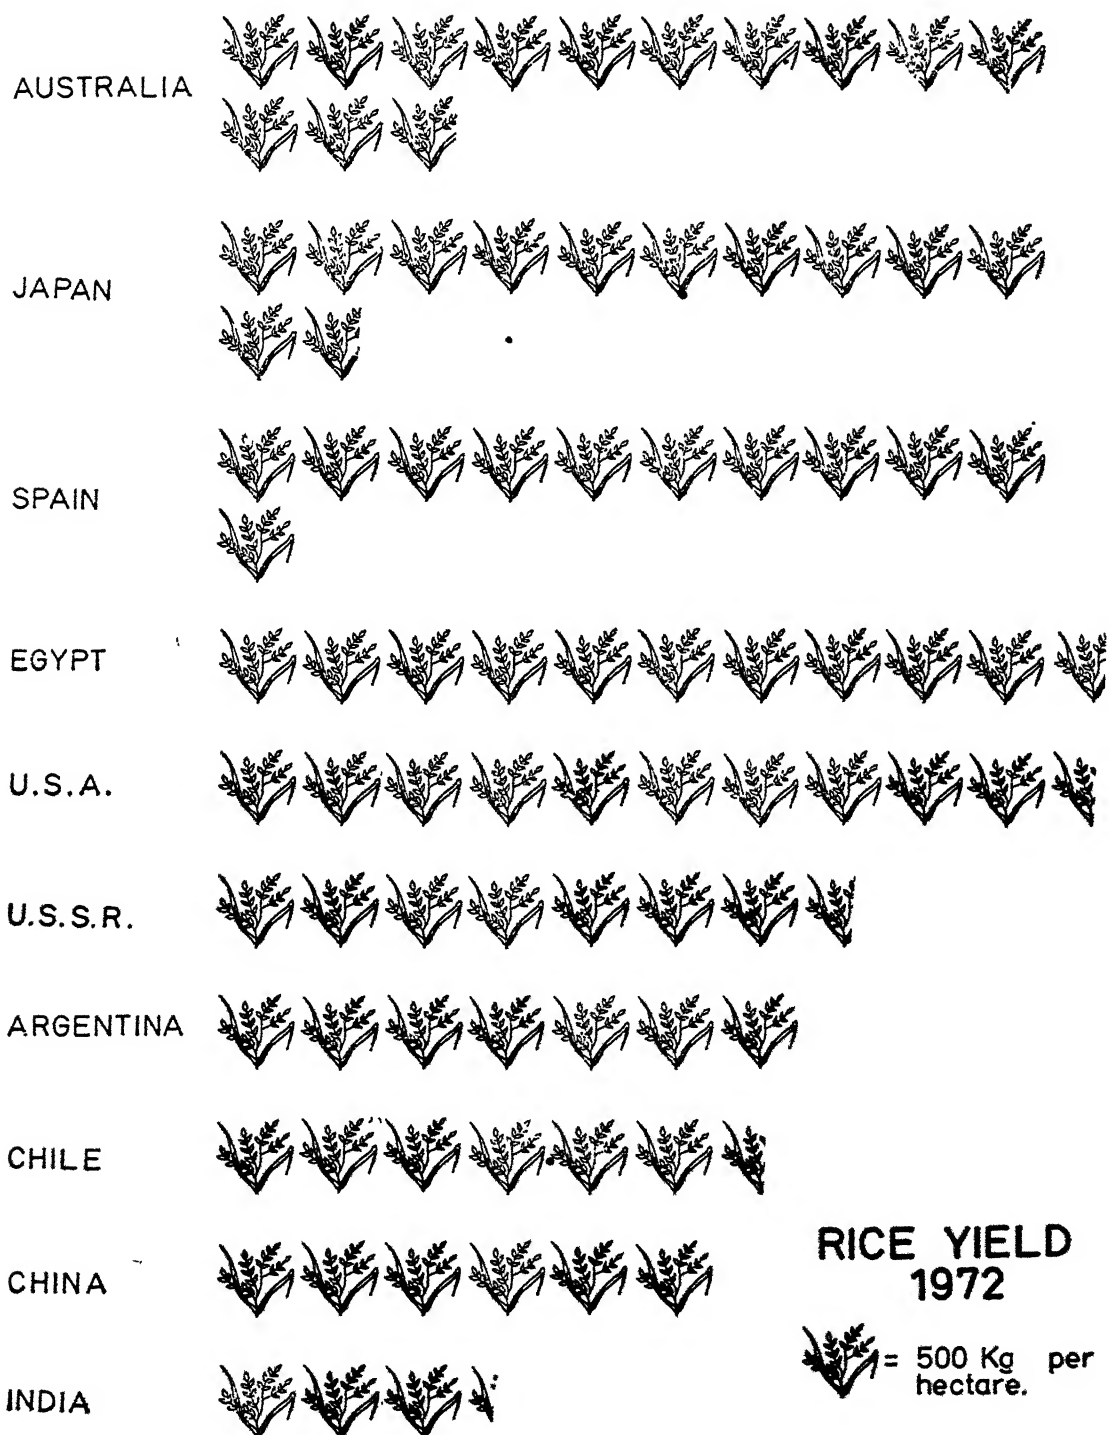 AUSTRALIA
JAPAN
SPAIN
EGYPT
U.S.A.
U.S.S.R.
ARGENTINA
CHILE
CHINA
INDIA
RICE YIELD
1972
= 500 Kg per
hectare.